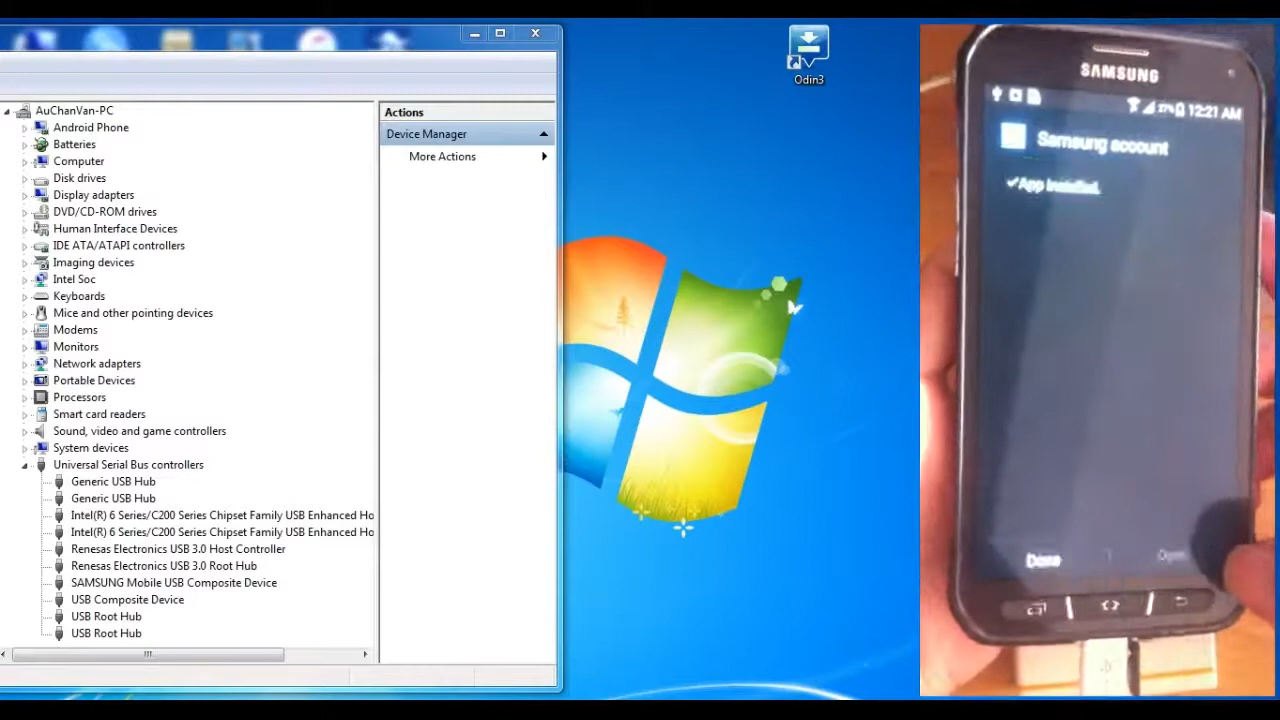 AuChanVan-PC
Android Phone
Batteries
Computer
Disk drives
Display adapters
DVD/CD-ROM drives
Human Interface Devices
IDE ATA/ATAPI controllers
Imaging devices
Intel Soc
Keyboards
Mice and other pointing devices
Modems
Monitors
Network adapters
Portable Devices
Processors
Smart card readers
Sound, video and game controllers
System devices
Universal Serial Bus controllers
Generic USB Hub
Generic USB Hub
Intel(R) 6 Series/C200 Series Chipset Family USB Enhanced Ho
Intel(R) 6 Series/C200 Series Chipset Family USB Enhanced Ho
Renesas Electronics USB 3.0 Host Controller
Renesas Electronics USB 3.0 Root Hub
SAMSUNG Mobile USB Composite Device
USB Composite Device
USB Root Hub
USB Root Hub
Actions
Device Manager
More Actions
Odin3
SAMSUNG
12:21 AM
Samsung account
App installed.
Done
Open